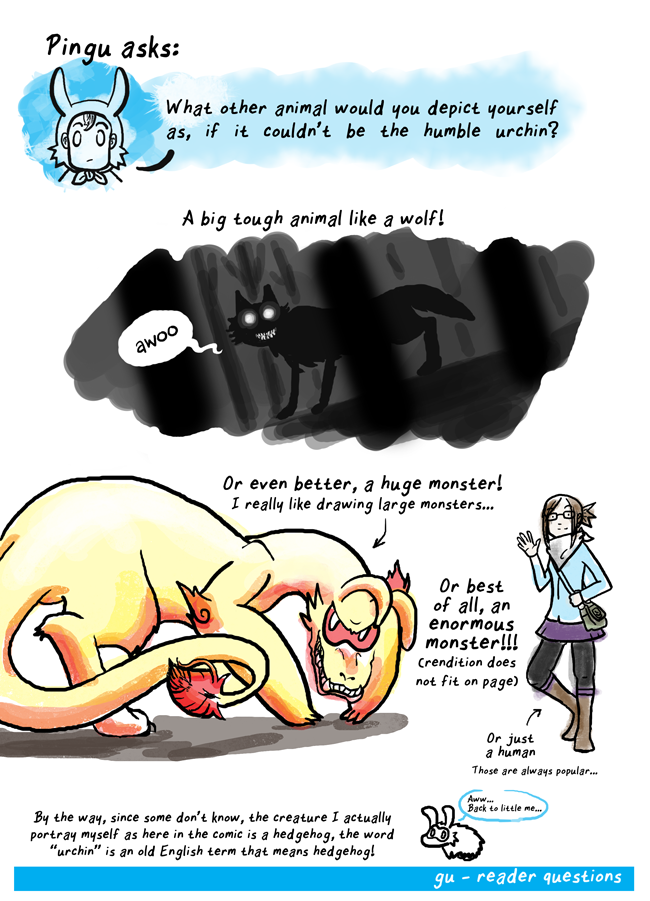 Pingu asks:
What other animal would you depict yourself
as, if it couldn't be the humble urchin?
A big tough animal like a wolf!
awoo
Or even better, a huge monster!
I really like drawing large monsters...
Or best
of all, an
enormous
monster!!!
(rendition does
not fit on page)
Or just
a human
Those are always popular...
By the way, since some don't know, the creature I actually
portray myself as here in the comic is a hedgehog, the word
"urchin" is an old English term that means hedgehog!
Aww...
Back to little me...
gu - reader questions